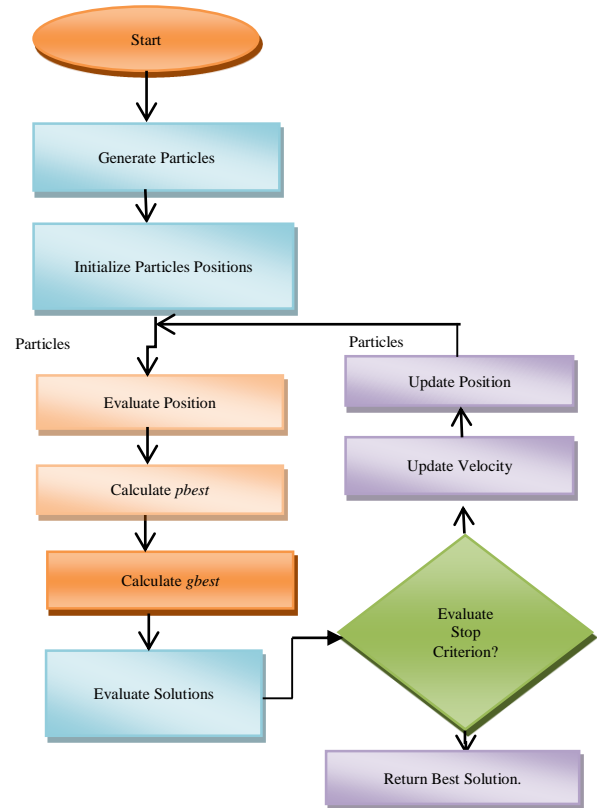 Start
Generate Particles
Initialize Particles Positions
Particles
Particles
Evaluate Position
Update Position
Calculate pbest
Update Velocity
Calculate gbest
Evaluate
Stop
Criterion?
Evaluate Solutions
Return Best Solution.